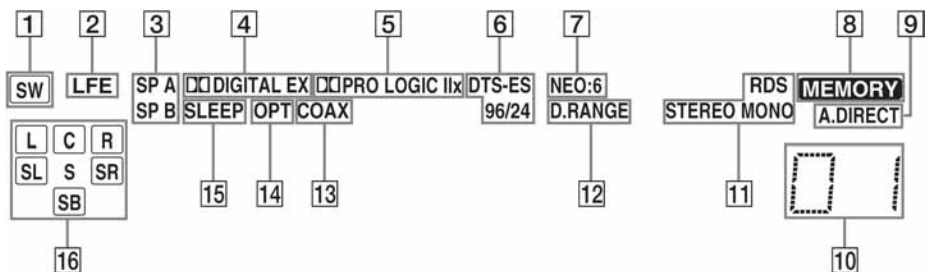 1 2 3 4 5 6 7 8 9
SW LFE SP A DIGITAL EX PRO LOGIC IIx DTS-ES NEO:6 RDS MEMORY
SP B SLEEP OPT COAX 96/24 D.RANGE STEREO MONO A.DIRECT
L C R
SL S SR
SB
01
16 15 14 13 12 11 10